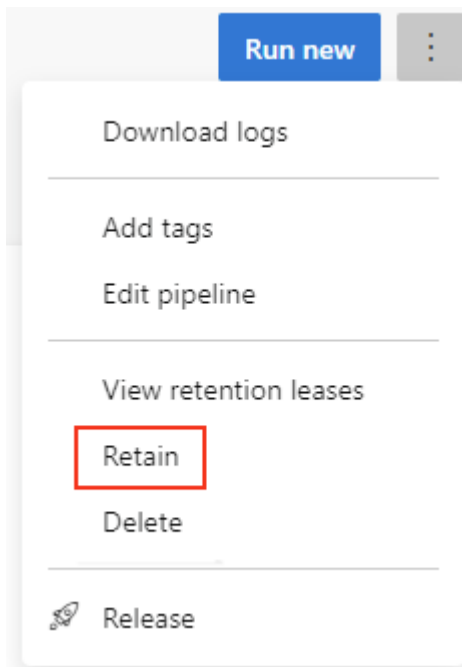 Run new
Download logs
Add tags
Edit pipeline
View retention leases
Retain
Delete
Release